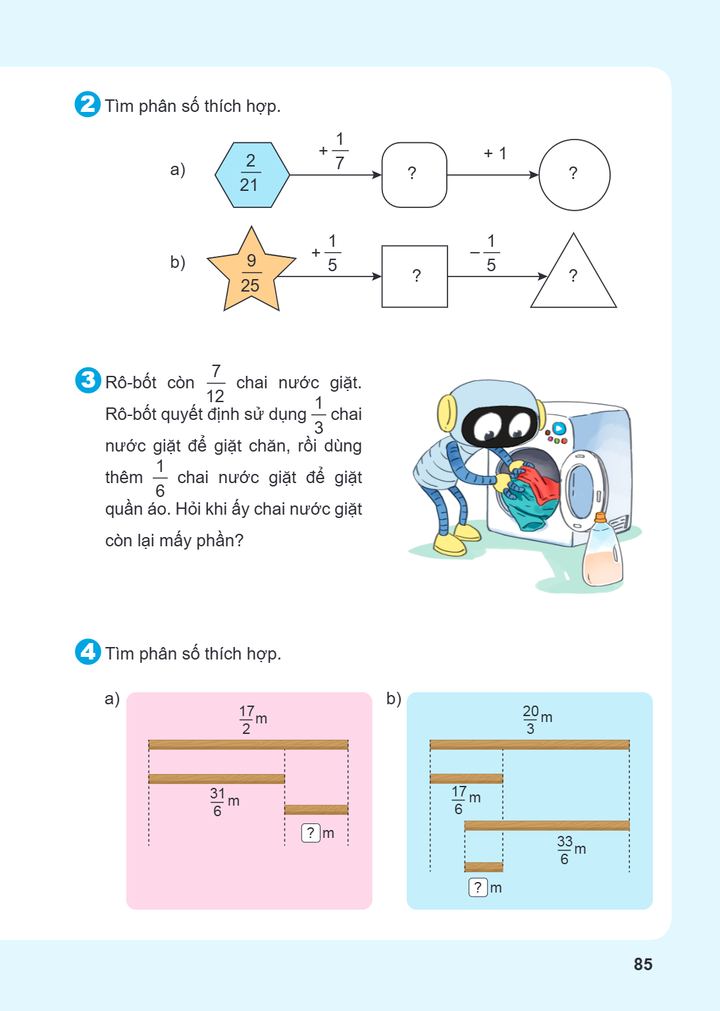 2 Tìm phân số thích hợp.
a) 2/21 + 1/7 ? + 1 ?
b) 9/25 + 1/5 ? − 1/5 ?
3 Rô-bốt còn 7/12 chai nước giặt.
Rô-bốt quyết định sử dụng 1/3 chai
nước giặt để giặt chăn, rồi dùng
thêm 1/6 chai nước giặt để giặt
quần áo. Hỏi khi ấy chai nước giặt
còn lại mấy phần?
4 Tìm phân số thích hợp.
a)
17/2 m
31/6 m
? m
b)
20/3 m
17/6 m
33/6 m
? m
85